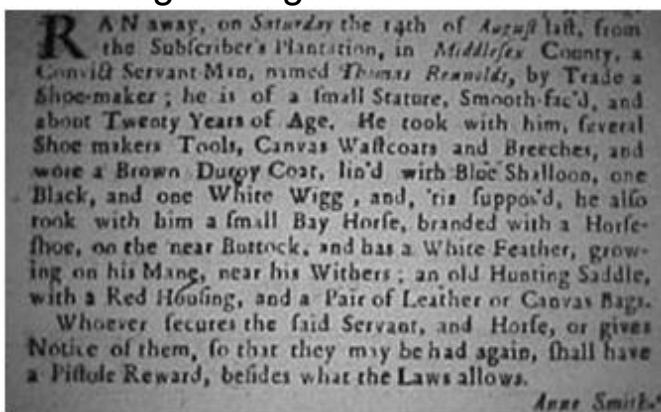 RAN away, on Saturday the 14th of Auguſt laſt, from
the Subſcriber's Plantation, in Middleſex County, a
Convict Servant Man, named Thomas Reynolds, by Trade a
Shoe-maker; he is of a ſmall Stature, Smooth-fac'd, and
about Twenty Years of Age. He took with him, ſeveral
Shoe makers Tools, Canvas Waſtcoats and Breeches, and
wore a Brown Duroy Coat, lin'd with Blue Shalloon, one
Black, and one White Wigg, and, 'tis ſuppos'd, he alſo
took with him a ſmall Bay Horſe, branded with a Horſe-
ſhoe, on the near Buttock, and has a White Feather, grow-
ing on his Mane, near his Withers; an old Hunting Saddle,
with a Red Houſing, and a Pair of Leather or Canvas Bags.
Whoever ſecures the ſaid Servant, and Horſe, or gives
Notice of them, ſo that they may be had again, ſhall have
a Piſtole Reward, beſides what the Laws allows.
Anne Smith.